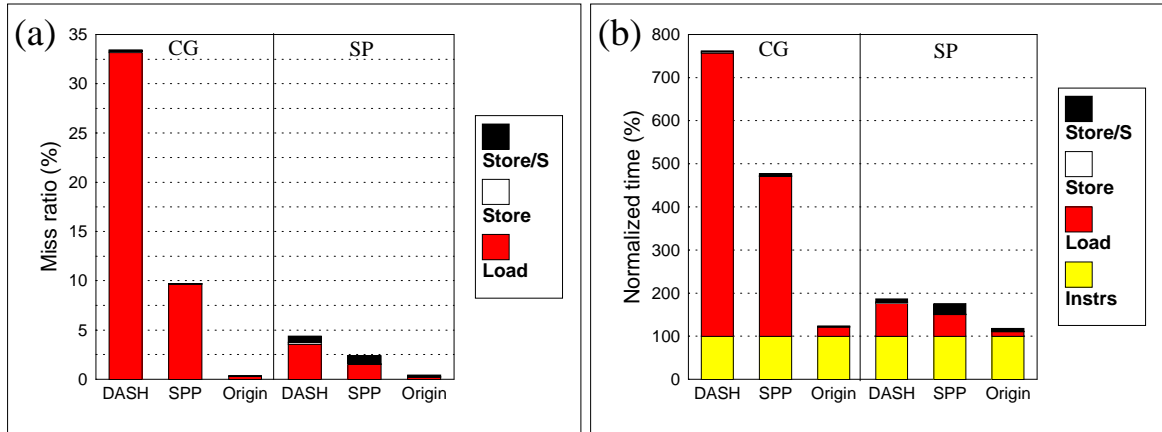 (a)
Miss ratio (%)
35
30
25
20
15
10
5
0
CG
SP
DASH
SPP
Origin
DASH
SPP
Origin
Store/S
Store
Load
(b)
Normalized time (%)
800
700
600
500
400
300
200
100
0
CG
SP
DASH
SPP
Origin
DASH
SPP
Origin
Store/S
Store
Load
Instrs